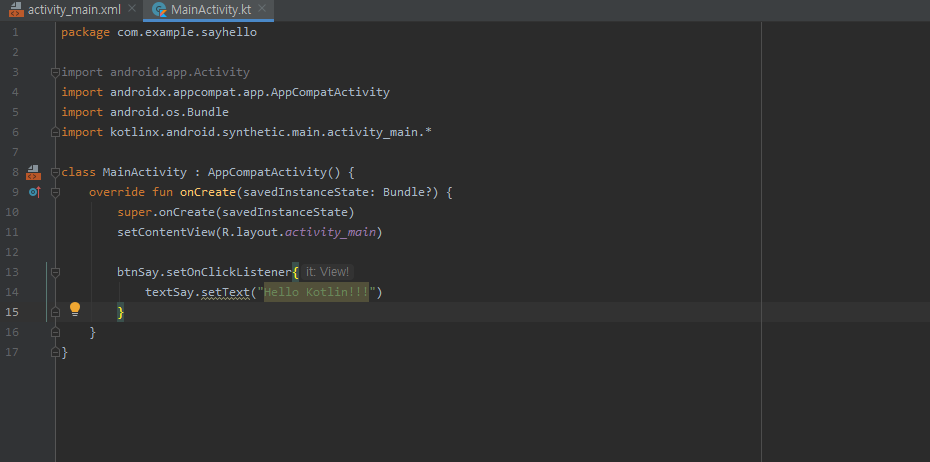 activity_main.xml MainActivity.kt
1 package com.example.sayhello
2
3 import android.app.Activity
4 import androidx.appcompat.app.AppCompatActivity
5 import android.os.Bundle
6 import kotlinx.android.synthetic.main.activity_main.*
7
8 class MainActivity : AppCompatActivity() {
9 override fun onCreate(savedInstanceState: Bundle?) {
10 super.onCreate(savedInstanceState)
11 setContentView(R.layout.activity_main)
12
13 btnSay.setOnClickListener{ it: View!
14 textSay.setText("Hello Kotlin!!!")
15 }
16 }
17 }